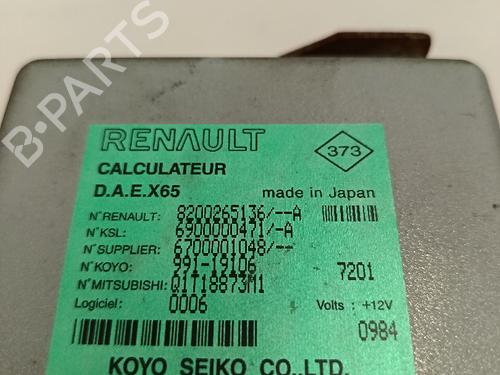 B-PARTS
RENAULT
373
CALCULATEUR
D.A.E.X65
made in Japan
N°RENAULT: 8200265136/--A
N°KSL: 6900000471/-A
N°SUPPLIER: 6700001048/--
N°KOYO: 991-19106 7201
N°MITSUBISHI: Q1T18873M1
Logiciel: 0006 Volts : +12V
0984
KOYO SEIKO CO.,LTD.